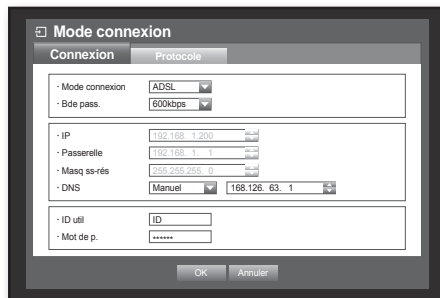 Mode connexion
Connexion Protocole
· Mode connexion ADSL
· Bde pass. 600kbps
· IP 192.168. 1.200
· Passerelle 192.168. 1. 1
· Masq ss-rés 255.255.255. 0
· DNS Manuel 168.126. 63. 1
· ID util ID
· Mot de p. ******
OK Annuler